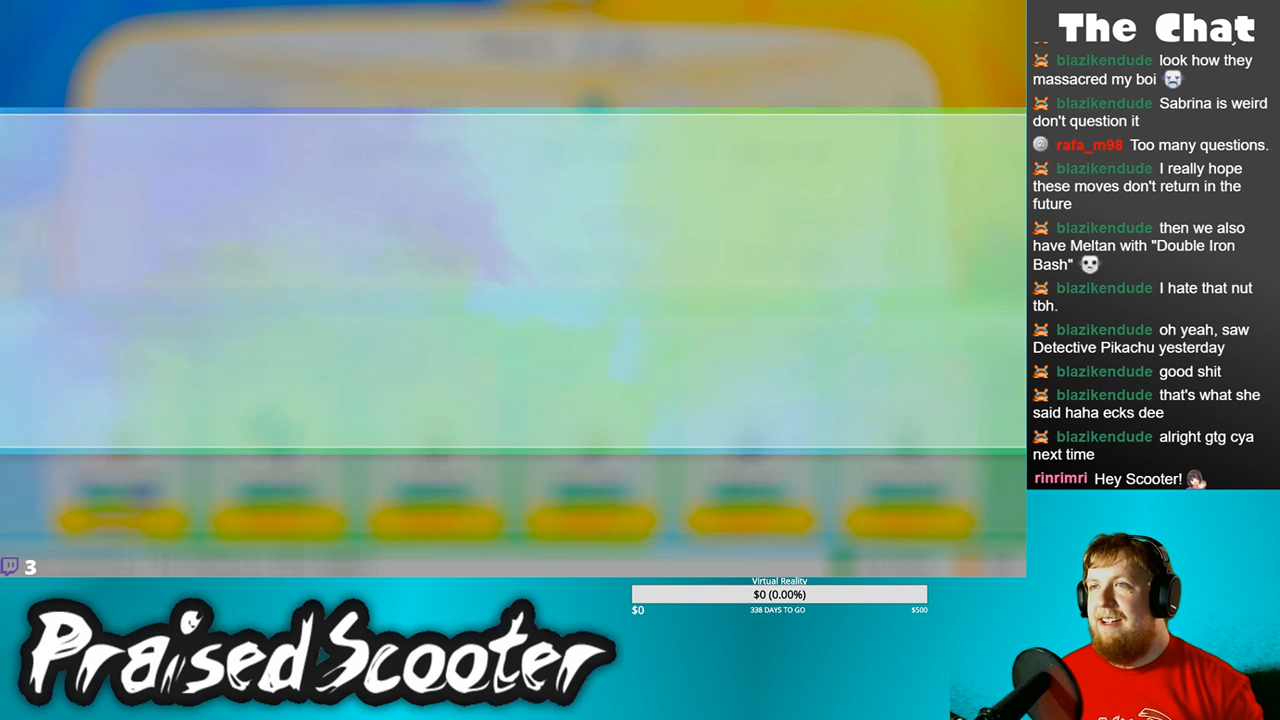 The Chat
blazikendude look how they
massacred my boi
blazikendude Sabrina is weird
don't question it
rafa_m98 Too many questions.
blazikendude I really hope
these moves don't return in the
future
blazikendude then we also
have Meltan with "Double Iron
Bash"
blazikendude I hate that nut
tbh.
blazikendude oh yeah, saw
Detective Pikachu yesterday
blazikendude good shit
blazikendude that's what she
said haha ecks dee
blazikendude alright gtg cya
next time
rinrimri Hey Scooter!
3
Virtual Reality
$0 (0.00%)
$0 338 DAYS TO GO $500
PraisedScooter